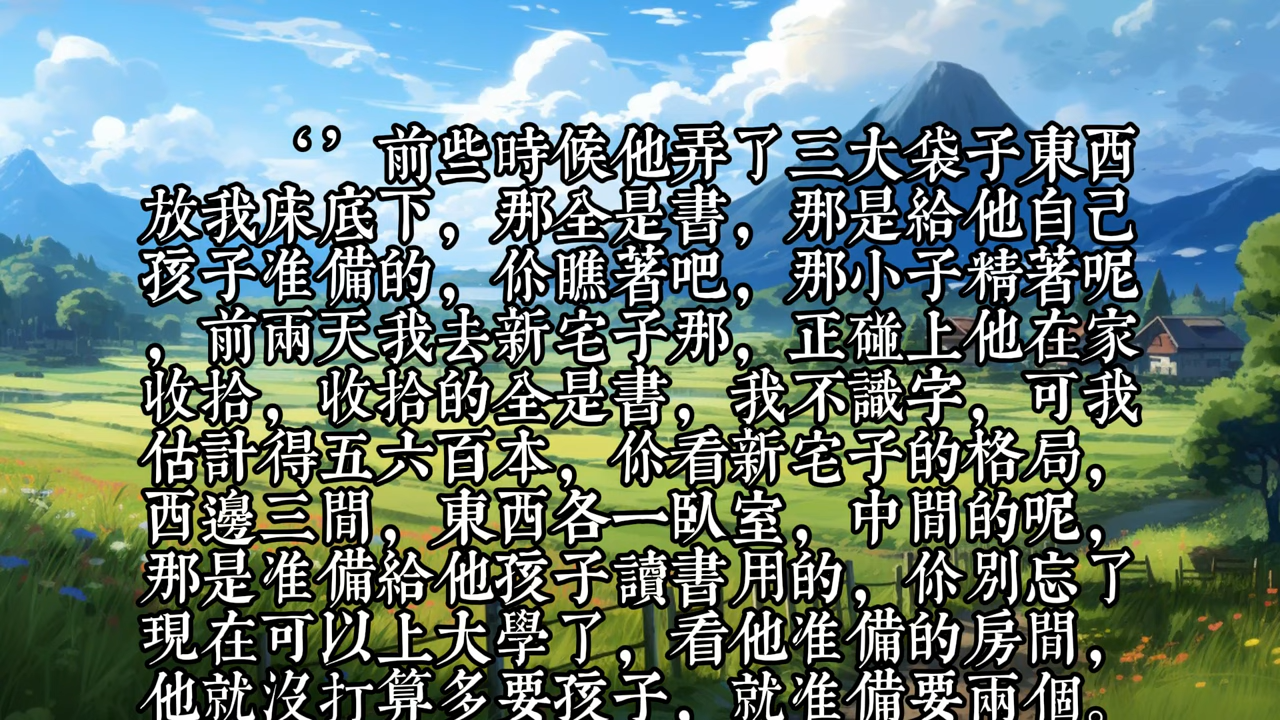 ‘’前些時候他弄了三大袋子東西
放我床底下，那全是書，那是給他自己
孩子准備的，你瞧著吧，那小子精著呢
，前兩天我去新宅子那，正碰上他在家
收拾，收拾的全是書，我不識字，可我
估計得五六百本，你看新宅子的格局，
西邊三間，東西各一臥室，中間的呢，
那是准備給他孩子讀書用的，你別忘了
現在可以上大學了，看他准備的房間，
他就沒打算多要孩子，就准備要兩個。